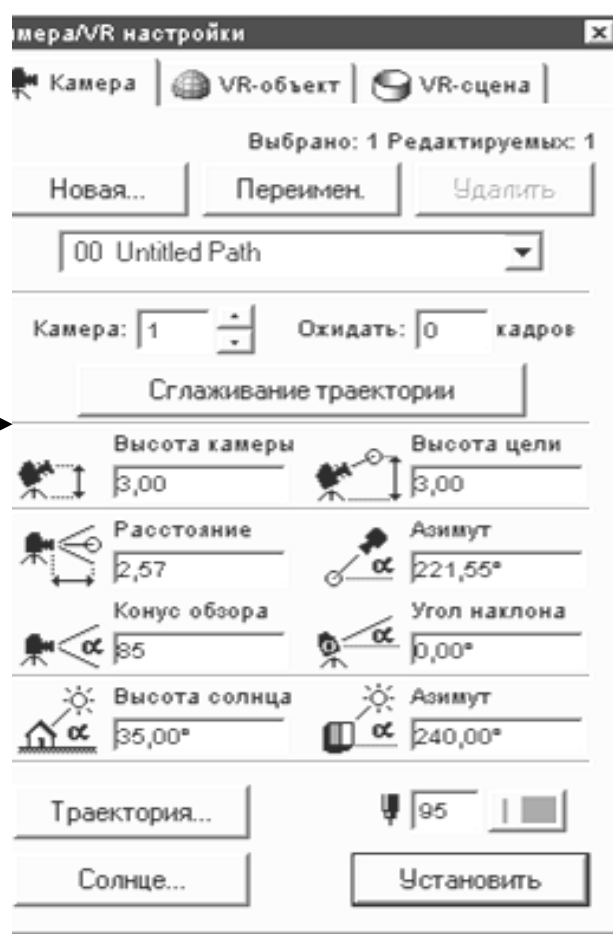 мера/VR настройки
Камера VR-объект VR-сцена
Выбрано: 1 Редактируемых: 1
Новая... Переимен. Удалить
00 Untitled Path
Камера: 1 Ожидать: 0 кадров
Сглаживание траектории
Высота камеры Высота цели
3,00 3,00
Расстояние Азимут
α 2,57 221,55°
Конус обзора Угол наклона
α 85 α 0,00°
Высота солнца Азимут
α 35,00° α 240,00°
Траектория... 95
Солнце... Установить